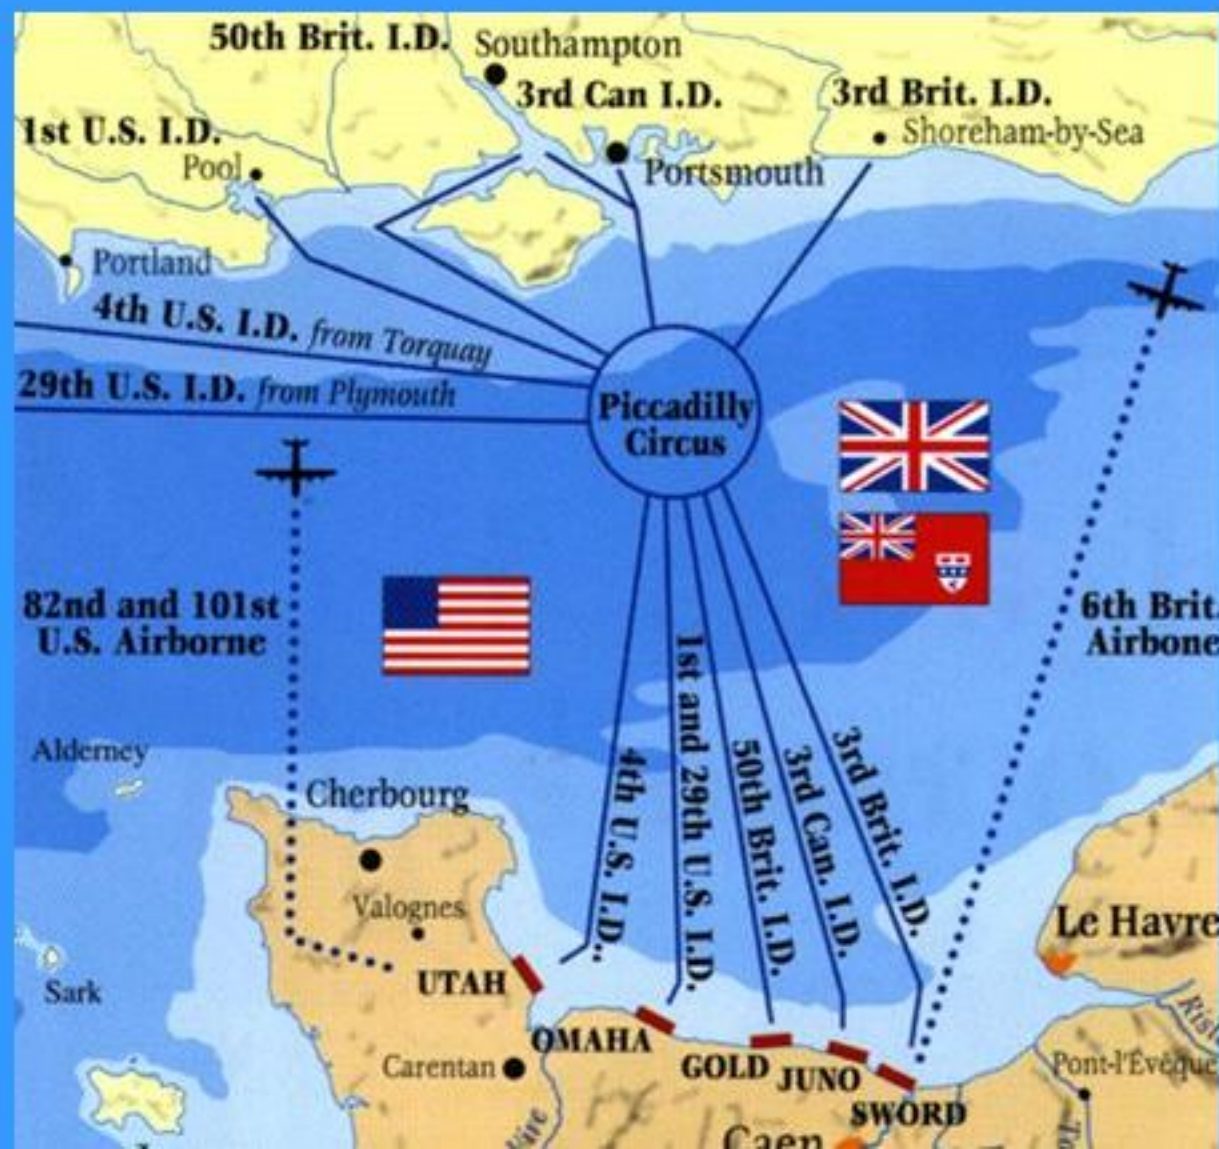 50th Brit. I.D.
Southampton
3rd Can I.D.
3rd Brit. I.D.
1st U.S. I.D.
Shoreham-by-Sea
Pool
Portsmouth
Portland
4th U.S. I.D. from Torquay
29th U.S. I.D. from Plymouth
Piccadilly
Circus
82nd and 101st
U.S. Airborne
6th Brit.
Airbone
1st and 29th U.S. I.D.
4th U.S. I.D..
50th Brit. I.D.
3rd Can. I.D.
3rd Brit. I.D.
Alderney
Cherbourg
Valognes
Le Havre
UTAH
Sark
OMAHA
Carentan
GOLD
JUNO
Pont-l'Évêque
SWORD
Caen